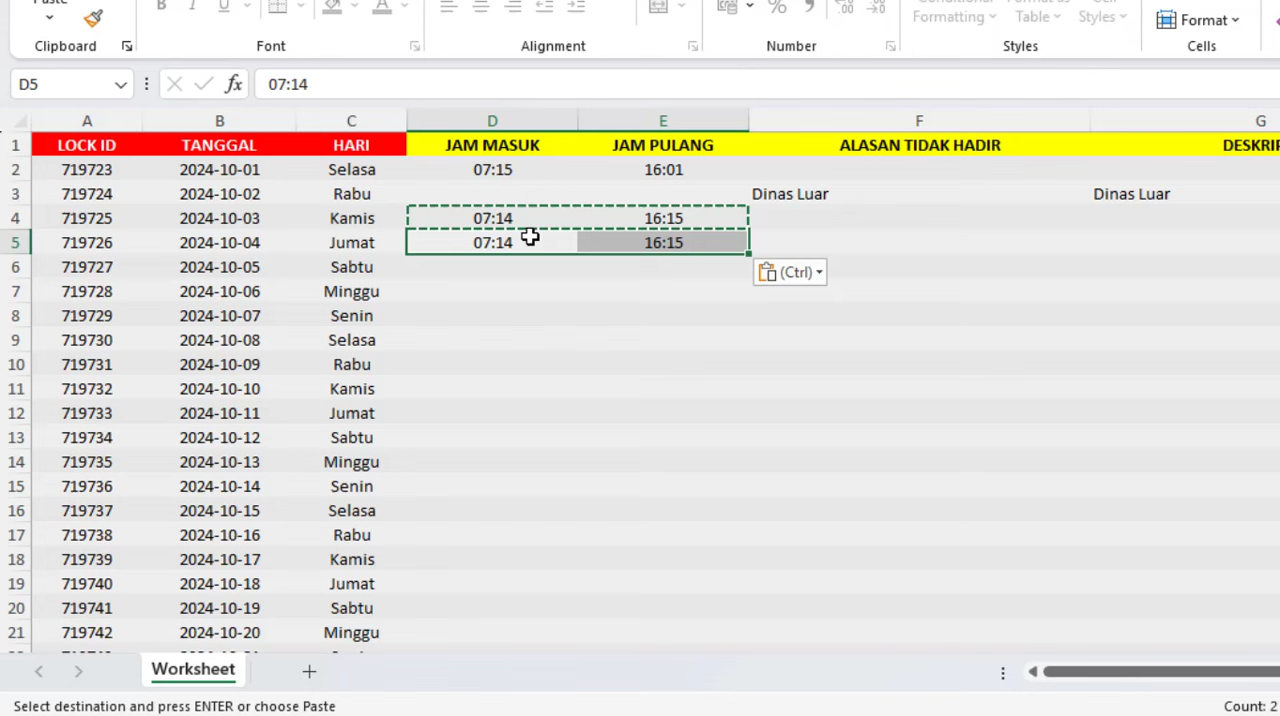 Paste
B I U A
% 9
Conditional Format as Cell
Formatting Table Styles
Format
Clipboard Font Alignment Number Styles Cells
D5 fx 07:14
A B C D E F G
1 LOCK ID TANGGAL HARI JAM MASUK JAM PULANG ALASAN TIDAK HADIR
2 719723 2024-10-01 Selasa 07:15 16:01
3 719724 2024-10-02 Rabu Dinas Luar Dinas Luar
4 719725 2024-10-03 Kamis 07:14 16:15
5 719726 2024-10-04 Jumat 07:14 16:15
6 719727 2024-10-05 Sabtu
(Ctrl)
7 719728 2024-10-06 Minggu
8 719729 2024-10-07 Senin
9 719730 2024-10-08 Selasa
10 719731 2024-10-09 Rabu
11 719732 2024-10-10 Kamis
12 719733 2024-10-11 Jumat
13 719734 2024-10-12 Sabtu
14 719735 2024-10-13 Minggu
15 719736 2024-10-14 Senin
16 719737 2024-10-15 Selasa
17 719738 2024-10-16 Rabu
18 719739 2024-10-17 Kamis
19 719740 2024-10-18 Jumat
20 719741 2024-10-19 Sabtu
21 719742 2024-10-20 Minggu
Worksheet
Select destination and press ENTER or choose Paste Count: 2